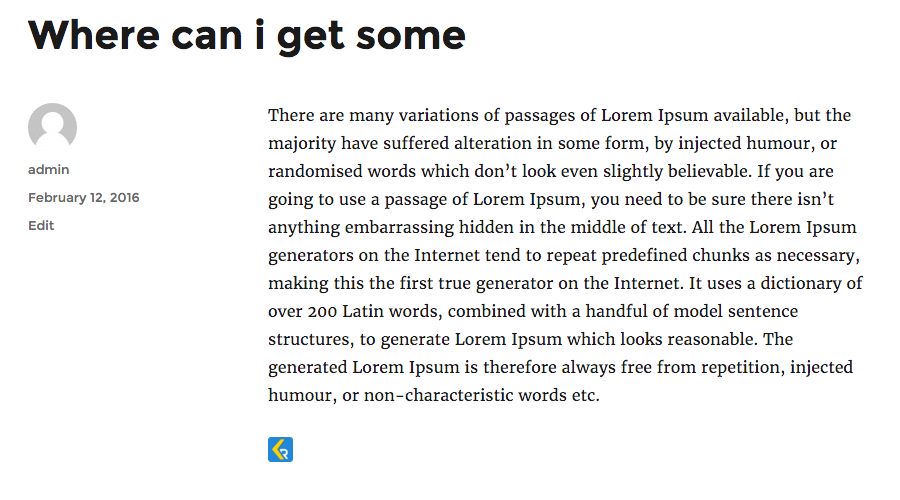 Where can i get some
admin
February 12, 2016
Edit
There are many variations of passages of Lorem Ipsum available, but the
majority have suffered alteration in some form, by injected humour, or
randomised words which don’t look even slightly believable. If you are
going to use a passage of Lorem Ipsum, you need to be sure there isn’t
anything embarrassing hidden in the middle of text. All the Lorem Ipsum
generators on the Internet tend to repeat predefined chunks as necessary,
making this the first true generator on the Internet. It uses a dictionary of
over 200 Latin words, combined with a handful of model sentence
structures, to generate Lorem Ipsum which looks reasonable. The
generated Lorem Ipsum is therefore always free from repetition, injected
humour, or non-characteristic words etc.
R